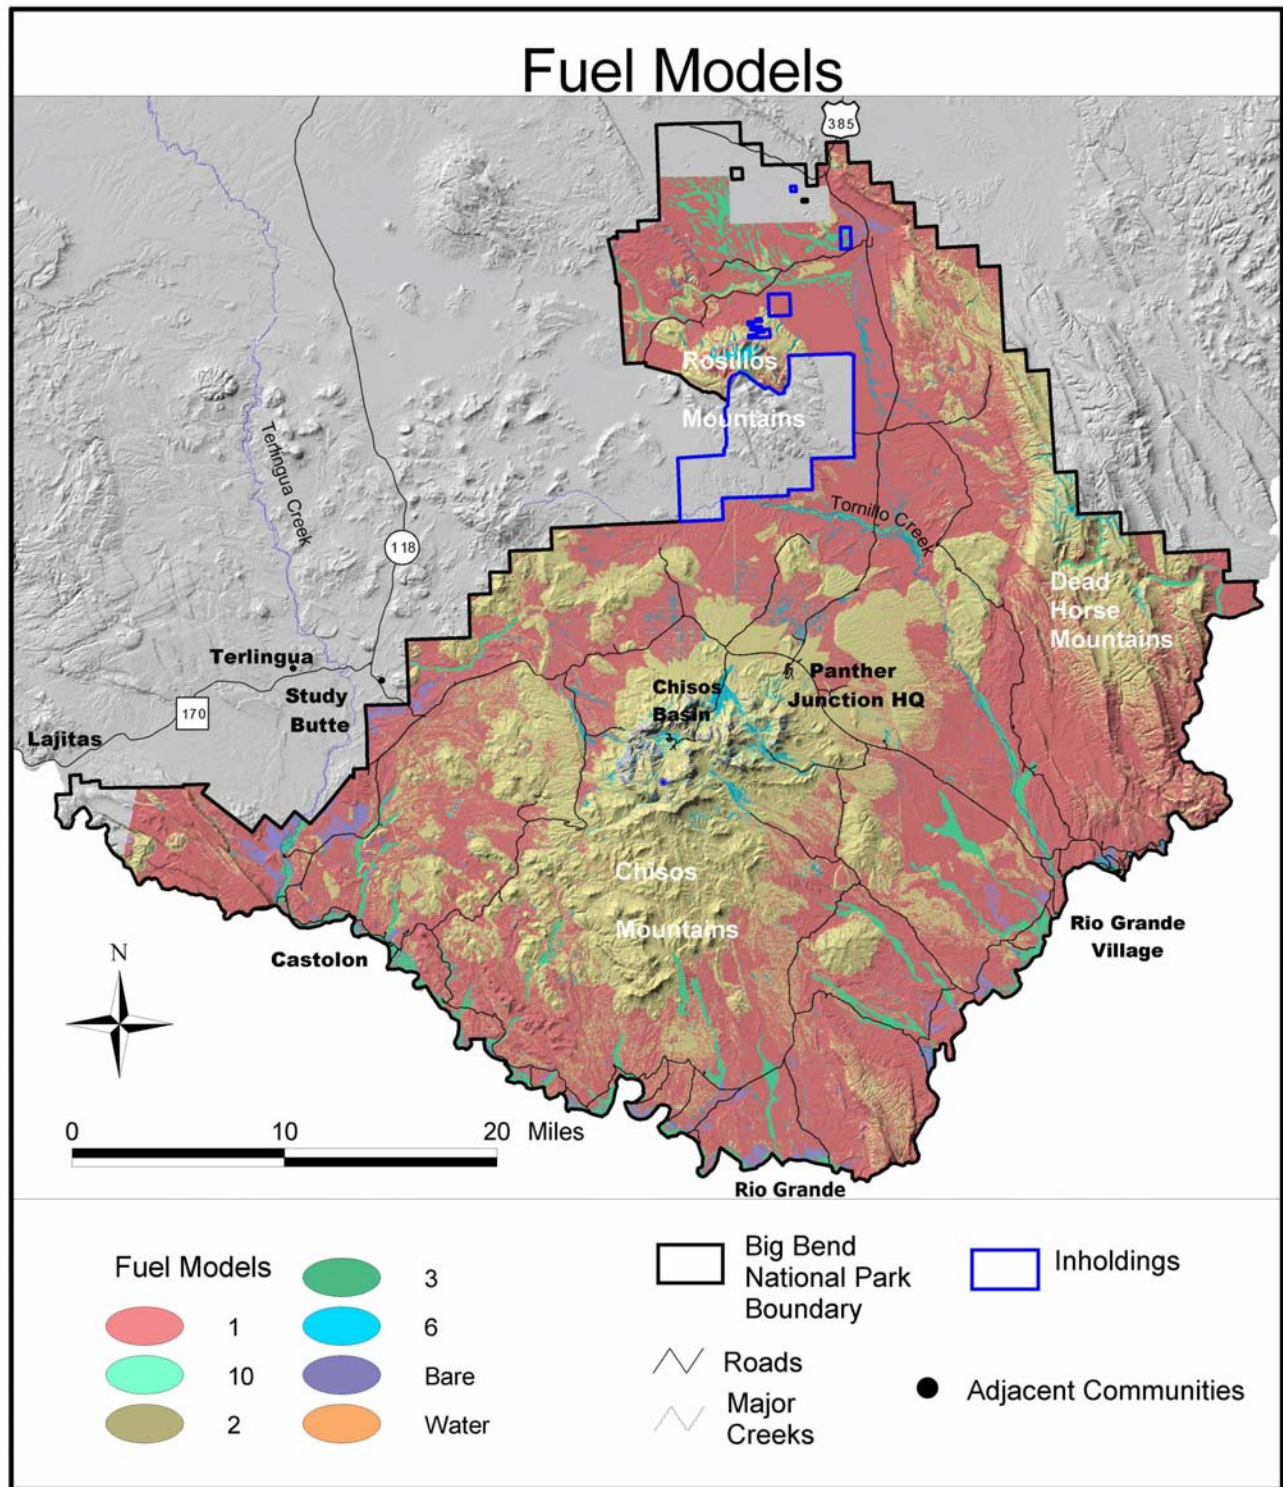 Fuel Models
385
Rosillos
Mountains
Terlingua Creek
Tornillo Creek
118
Dead
Horse
Mountains
Terlingua
Study
Butte
170
Lajitas
Chisos
Basin
Panther
Junction HQ
Chisos
Mountains
Castolon
Rio Grande
Village
N
0 10 20 Miles
Rio Grande
Fuel Models
1
10
2
3
6
Bare
Water
Big Bend
National Park
Boundary
Roads
Major
Creeks
Inholdings
Adjacent Communities